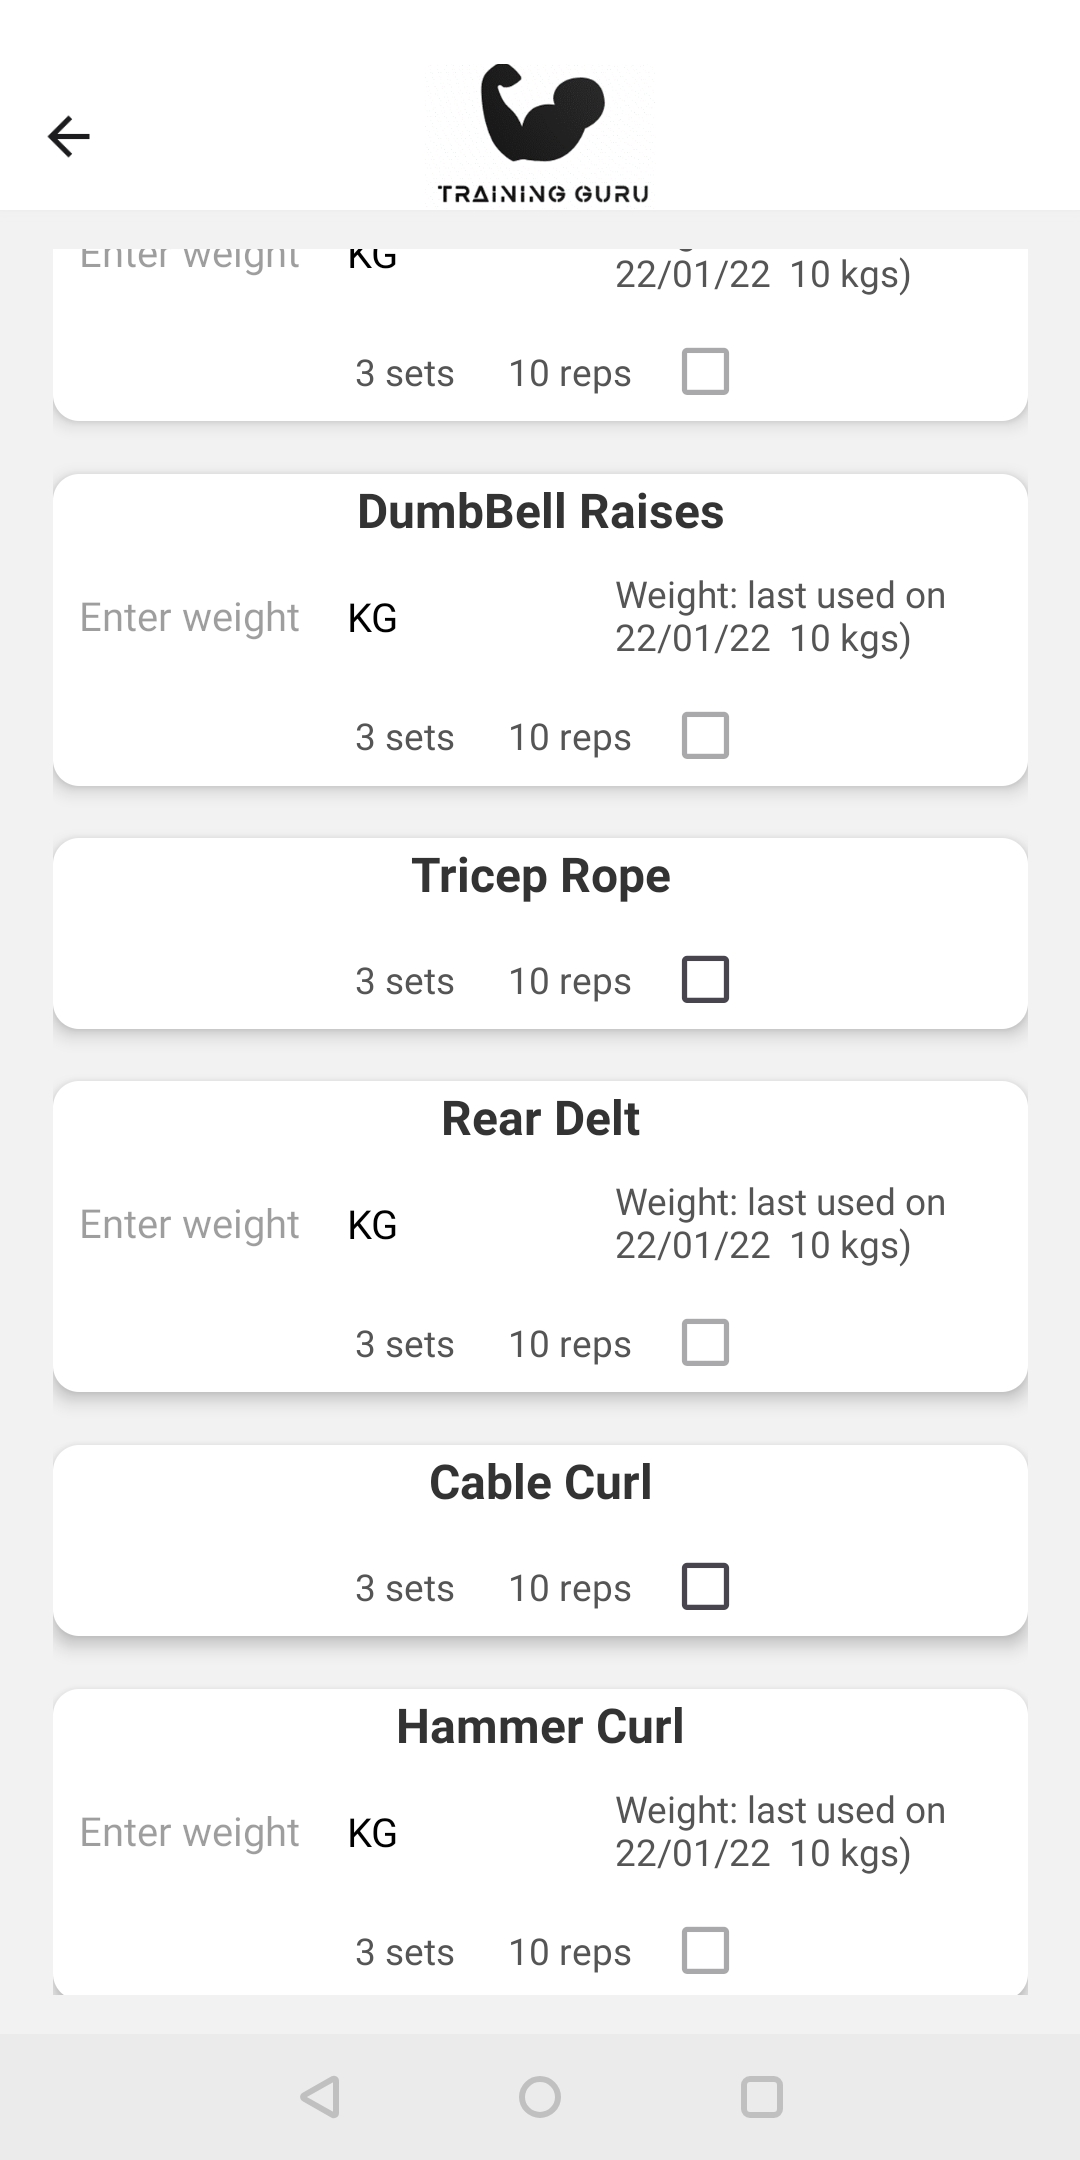 TRAINING GURU
Enter weight KG
22/01/22 10 kgs)
3 sets 10 reps
DumbBell Raises
Weight: last used on
Enter weight KG
22/01/22 10 kgs)
3 sets 10 reps
Tricep Rope
3 sets 10 reps
Rear Delt
Weight: last used on
Enter weight KG
22/01/22 10 kgs)
3 sets 10 reps
Cable Curl
3 sets 10 reps
Hammer Curl
Weight: last used on
Enter weight KG
22/01/22 10 kgs)
3 sets 10 reps